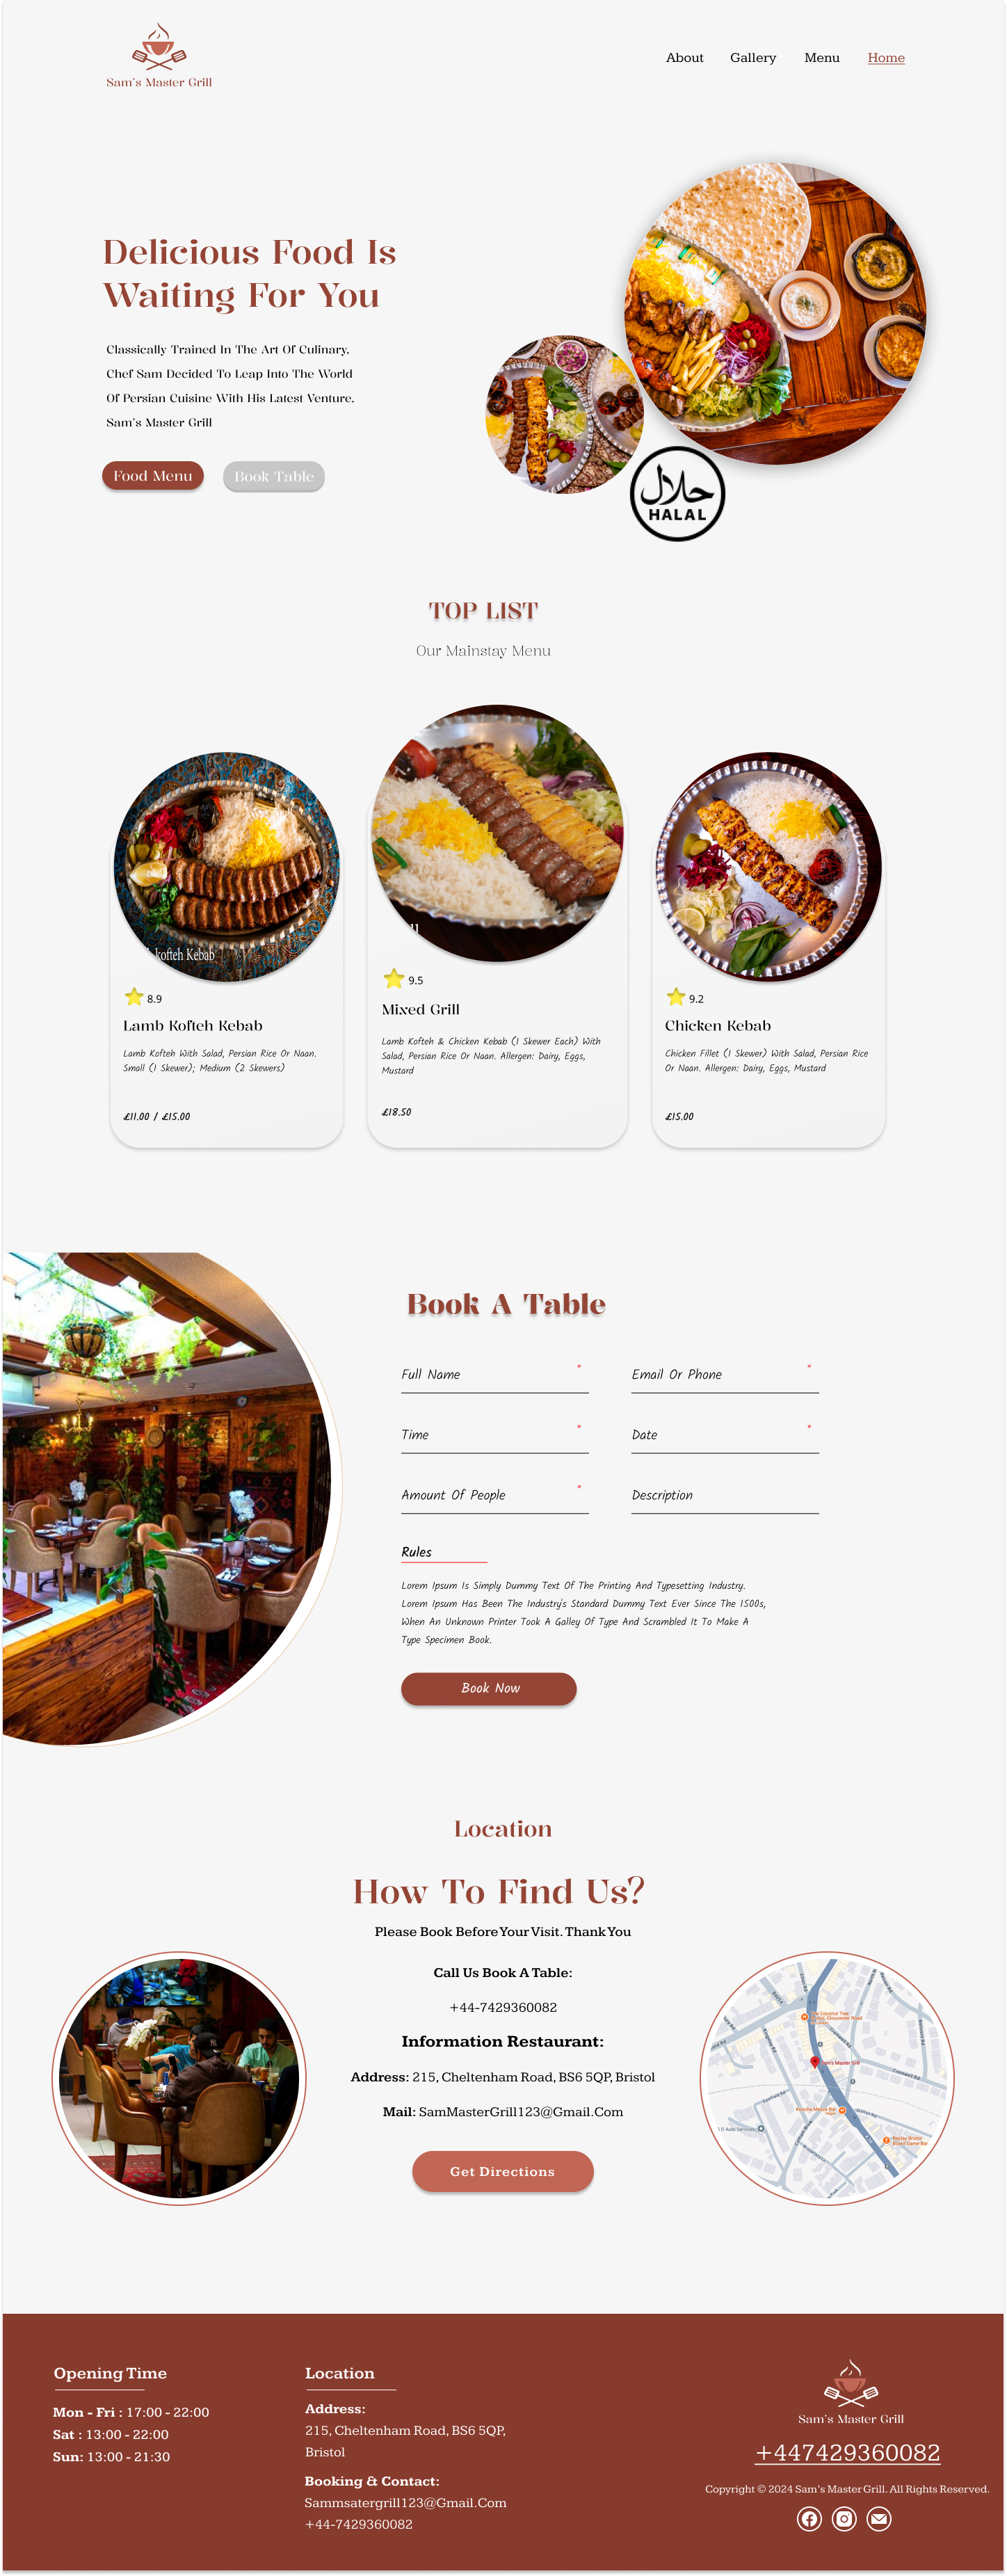 Sam's Master Grill
About Gallery Menu Home
Delicious Food Is
Waiting For You
Classically Trained In The Art Of Culinary,
Chef Sam Decided To Leap Into The World
Of Persian Cuisine With His Latest Venture,
Sam's Master Grill
Food Menu Book Table
حلال
HALAL
TOP LIST
Our Mainstay Menu
kofteh Kebab
8.9
Lamb Kofteh Kebab
Lamb Kofteh With Salad, Persian Rice Or Naan.
Small (1 Skewer); Medium (2 Skewers)
£11.00 / £15.00
9.5
Mixed Grill
Lamb Kofteh & Chicken Kebab (1 Skewer Each) With
Salad, Persian Rice Or Naan. Allergen: Dairy, Eggs,
Mustard
£18.50
9.2
Chicken Kebab
Chicken Fillet (1 Skewer) With Salad, Persian Rice
Or Naan. Allergen: Dairy, Eggs, Mustard
£15.00
Book A Table
Full Name * Email Or Phone *
Time * Date *
Amount Of People * Description
Rules
Lorem Ipsum Is Simply Dummy Text Of The Printing And Typesetting Industry.
Lorem Ipsum Has Been The Industry's Standard Dummy Text Ever Since The 1500s,
When An Unknown Printer Took A Galley Of Type And Scrambled It To Make A
Type Specimen Book.
Book Now
Location
How To Find Us?
Please Book Before Your Visit. Thank You
Call Us Book A Table:
+44-7429360082
Information Restaurant:
Address: 215, Cheltenham Road, BS6 5QP, Bristol
Mail: SamMasterGrill123@Gmail.Com
Get Directions
Opening Time
Mon - Fri : 17:00 - 22:00
Sat : 13:00 - 22:00
Sun: 13:00 - 21:30
Location
Address:
215, Cheltenham Road, BS6 5QP,
Bristol
Booking & Contact:
Sammsatergrill123@Gmail.Com
+44-7429360082
Sam's Master Grill
+447429360082
Copyright © 2024 Sam's Master Grill. All Rights Reserved.